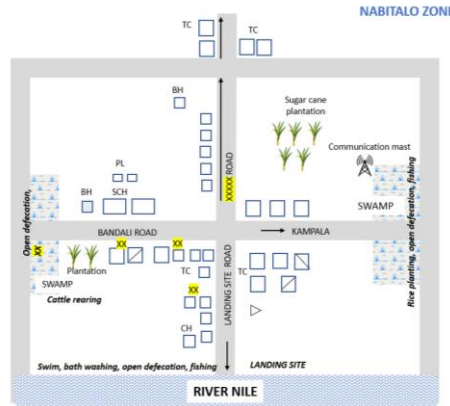 NABITALO ZONE
TC
TC
BH
Sugar cane
plantation
Communication mast
PL
BH
SCH
XXXXX ROAD
SWAMP
Open defecation,
Rice planting, open defecation, fishing
BANDALI ROAD
KAMPALA
XX
XX
XX
Plantation
SWAMP
Cattle rearing
TC
TC
LANDING SITE ROAD
XX
CH
Swim, bath washing, open defecation, fishing
LANDING SITE
RIVER NILE